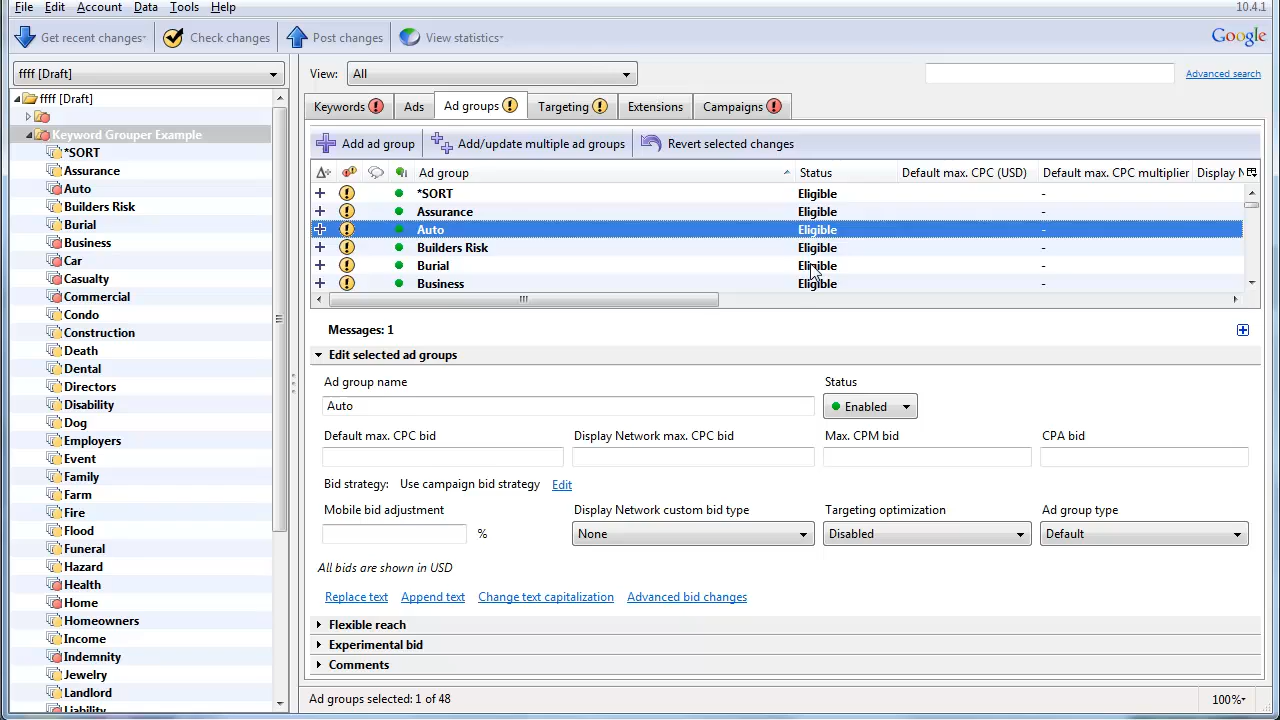 File Edit Account Data Tools Help 10.4.1
Get recent changes Check changes Post changes View statistics Google
ffff [Draft] View: All Advanced search
ffff [Draft]
Keywords Ads Ad groups Targeting Extensions Campaigns
Keyword Grouper Example
Add ad group Add/update multiple ad groups Revert selected changes
Ad group Status Default max. CPC (USD) Default max. CPC multiplier Display
*SORT Eligible -
Assurance Eligible -
Auto Eligible -
Builders Risk Eligible -
Burial Eligible -
Business Eligible -
*SORT
Assurance
Auto
Builders Risk
Burial
Business
Car
Casualty
Commercial
Condo
Construction
Death
Dental
Directors
Disability
Dog
Employers
Event
Family
Farm
Fire
Flood
Funeral
Hazard
Health
Home
Homeowners
Income
Indemnity
Jewelry
Landlord
Liability
Messages: 1
Edit selected ad groups
Ad group name Status
Auto Enabled
Default max. CPC bid Display Network max. CPC bid Max. CPM bid CPA bid
Bid strategy: Use campaign bid strategy Edit
Mobile bid adjustment Display Network custom bid type Targeting optimization Ad group type
% None Disabled Default
All bids are shown in USD
Replace text Append text Change text capitalization Advanced bid changes
Flexible reach
Experimental bid
Comments
Ad groups selected: 1 of 48 100%